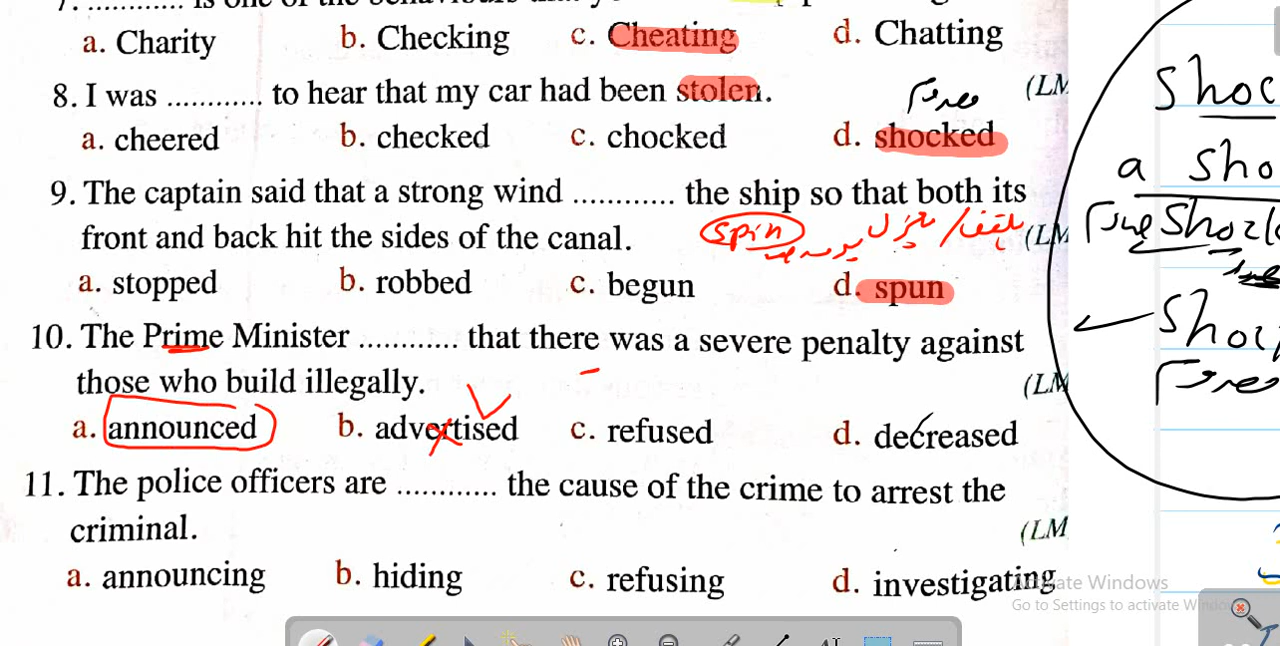 a. Charity b. Checking c. Cheating d. Chatting
8. I was ............ to hear that my car had been stolen. (LM
مصدوم
a. cheered b. checked c. chocked d. shocked
9. The captain said that a strong wind ............ the ship so that both its
front and back hit the sides of the canal. (LM
spin
a. stopped b. robbed c. begun d. spun
10. The Prime Minister ............ that there was a severe penalty against
those who build illegally. (LM
a. announced b. advertised c. refused d. decreased
11. The police officers are ............ the cause of the crime to arrest the
criminal. (LM
a. announcing b. hiding c. refusing d. investigating
Shoc
a Sho
Activate Windows
Go to Settings to activate Windows